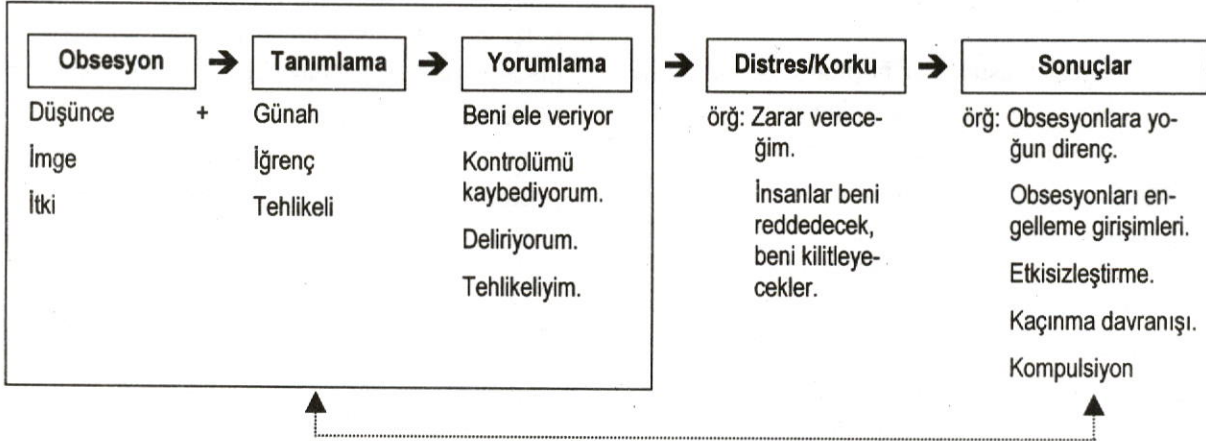 Obsesyon → Tanımlama → Yorumlama → Distres/Korku → Sonuçlar
Düşünce +
İmge
İtki
Günah
İğrenç
Tehlikeli
Beni ele veriyor
Kontrolümü
kaybediyorum.
Deliriyorum.
Tehlikeliyim.
örğ: Zarar verece-
ğim.
İnsanlar beni
reddedecek,
beni kilitleye-
cekler.
örğ: Obsesyonlara yo-
ğun direnç.
Obsesyonları en-
gelleme girişimleri.
Etkisizleştirme.
Kaçınma davranışı.
Kompulsiyon